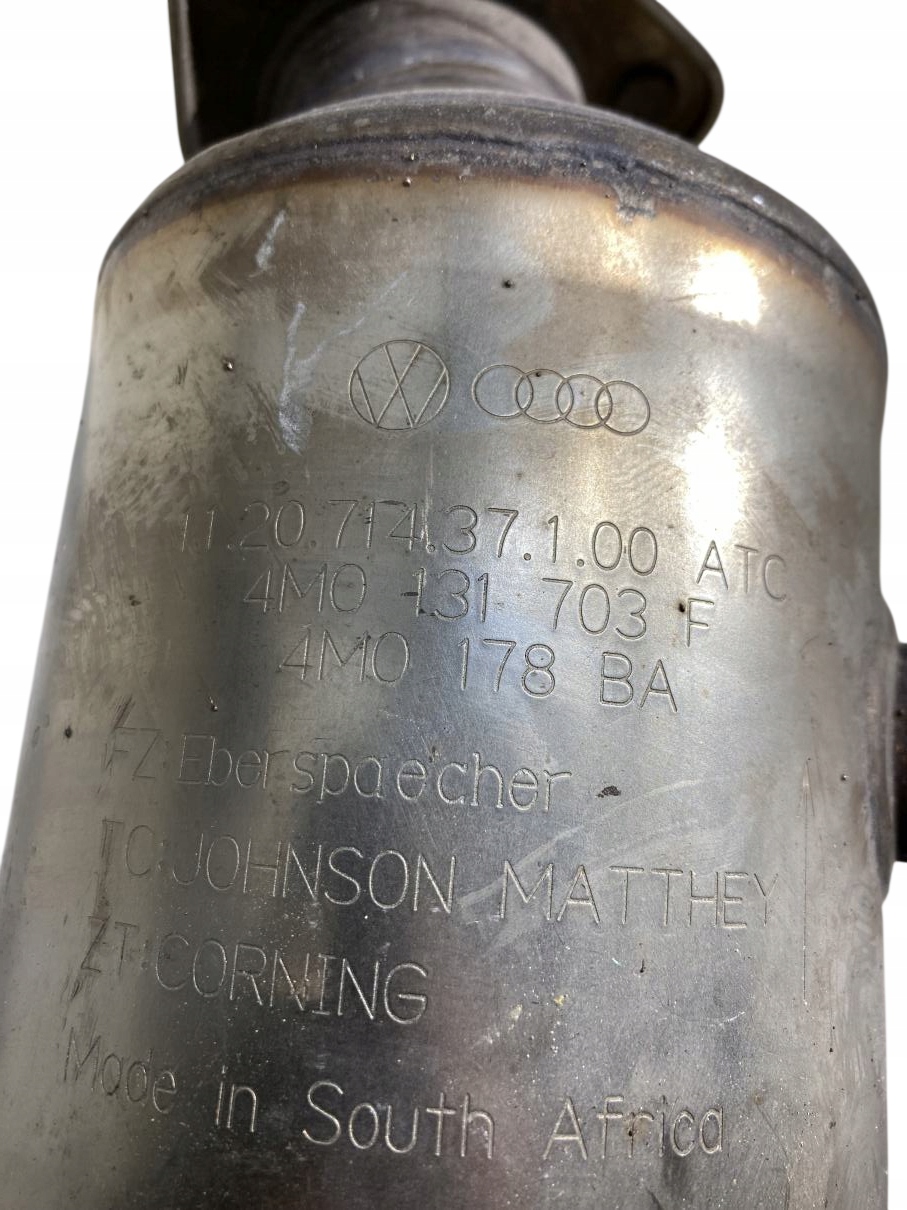 11.20.714.37.1.00 ATC
4M0 131 703 F
4M0 178 BA
FZ:Eberspaecher
TC:JOHNSON MATTHEY
ZT:CORNING
Made in South Africa